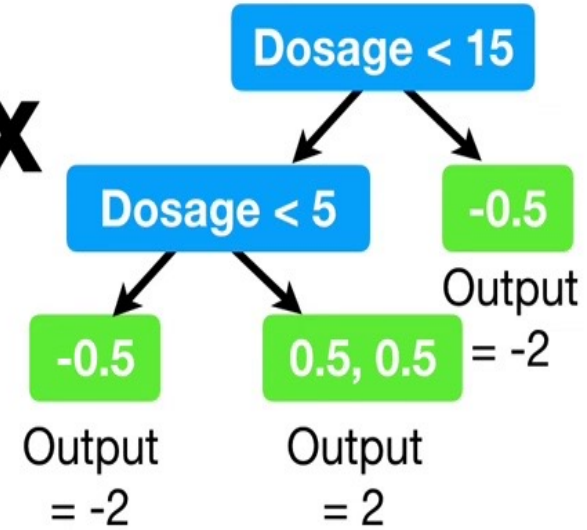 Dosage < 15
x
Dosage < 5
-0.5
Output
= -2
-0.5
0.5, 0.5
Output
= -2
Output
= 2